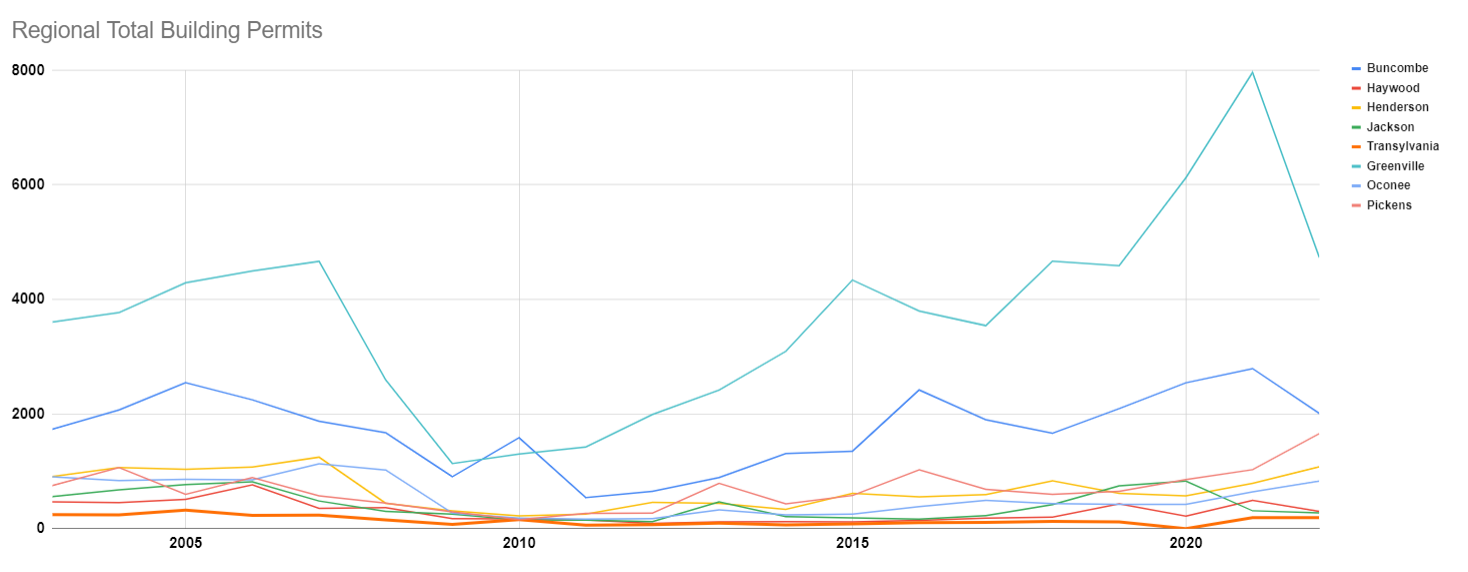 Regional Total Building Permits
8000
6000
4000
2000
0
2005
2010
2015
2020
Buncombe
Haywood
Henderson
Jackson
Transylvania
Greenville
Oconee
Pickens